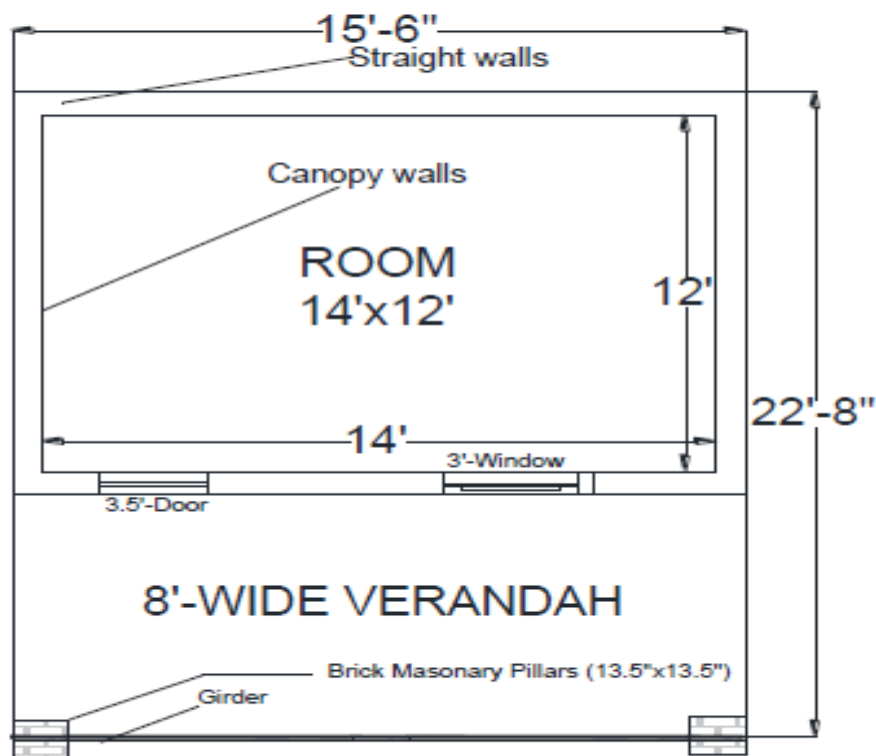 15'-6"
Straight walls
Canopy walls
ROOM
14'x12'
12'
22'-8"
14'
3'-Window
3.5'-Door
8'-WIDE VERANDAH
Brick Masonary Pillars (13.5"x13.5")
Girder